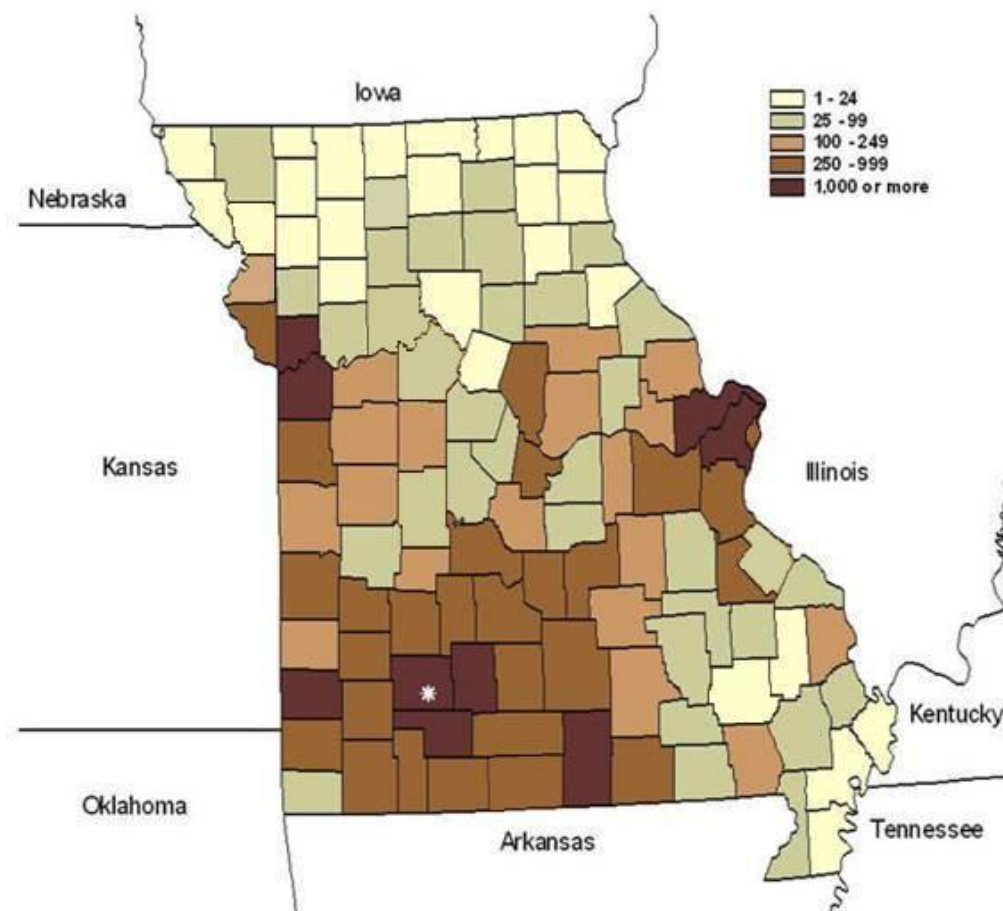 Iowa
1 - 24
25 - 99
100 - 249
250 - 999
1,000 or more
Nebraska
Kansas
Illinois
Kentucky
Oklahoma
Arkansas
Tennessee